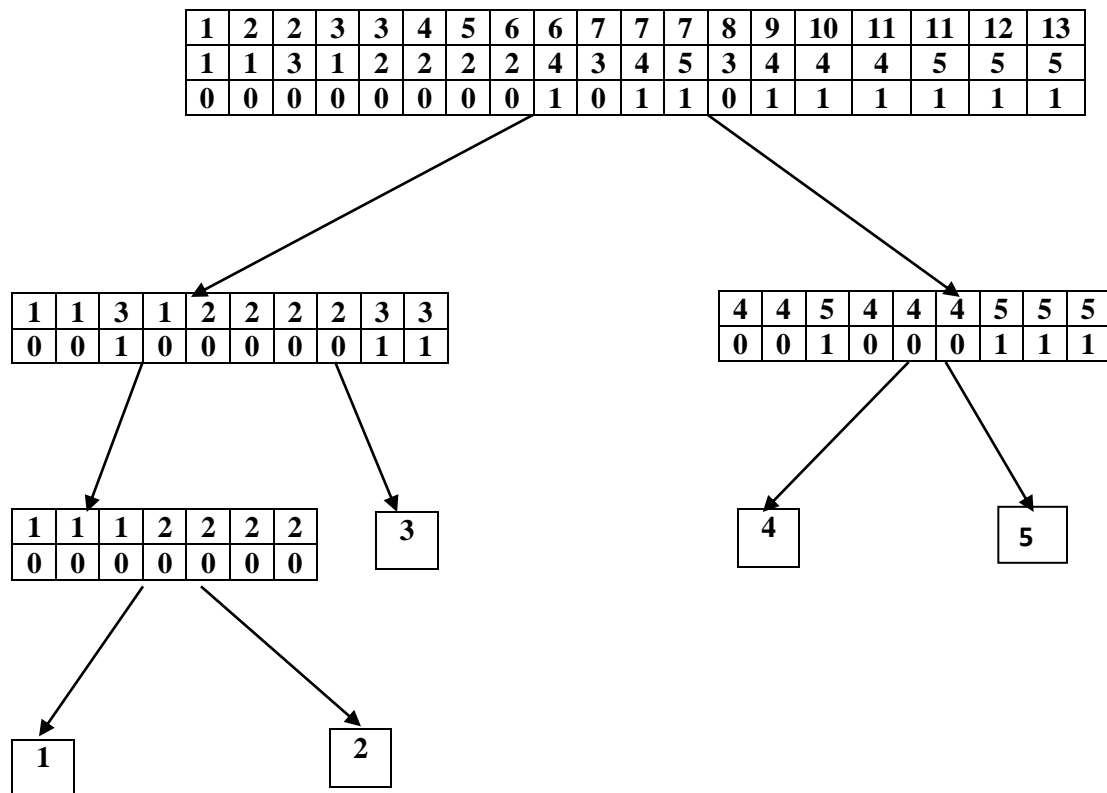 1 2 2 3 3 4 5 6 6 7 7 7 8 9 10 11 11 12 13
1 1 3 1 2 2 2 2 4 3 4 5 3 4 4 4 5 5 5
0 0 0 0 0 0 0 0 1 0 1 1 0 1 1 1 1 1 1
1 1 3 1 2 2 2 2 3 3
0 0 1 0 0 0 0 0 1 1
4 4 5 4 4 4 5 5 5
0 0 1 0 0 0 1 1 1
1 1 1 2 2 2 2
0 0 0 0 0 0 0
3
4
5
1
2